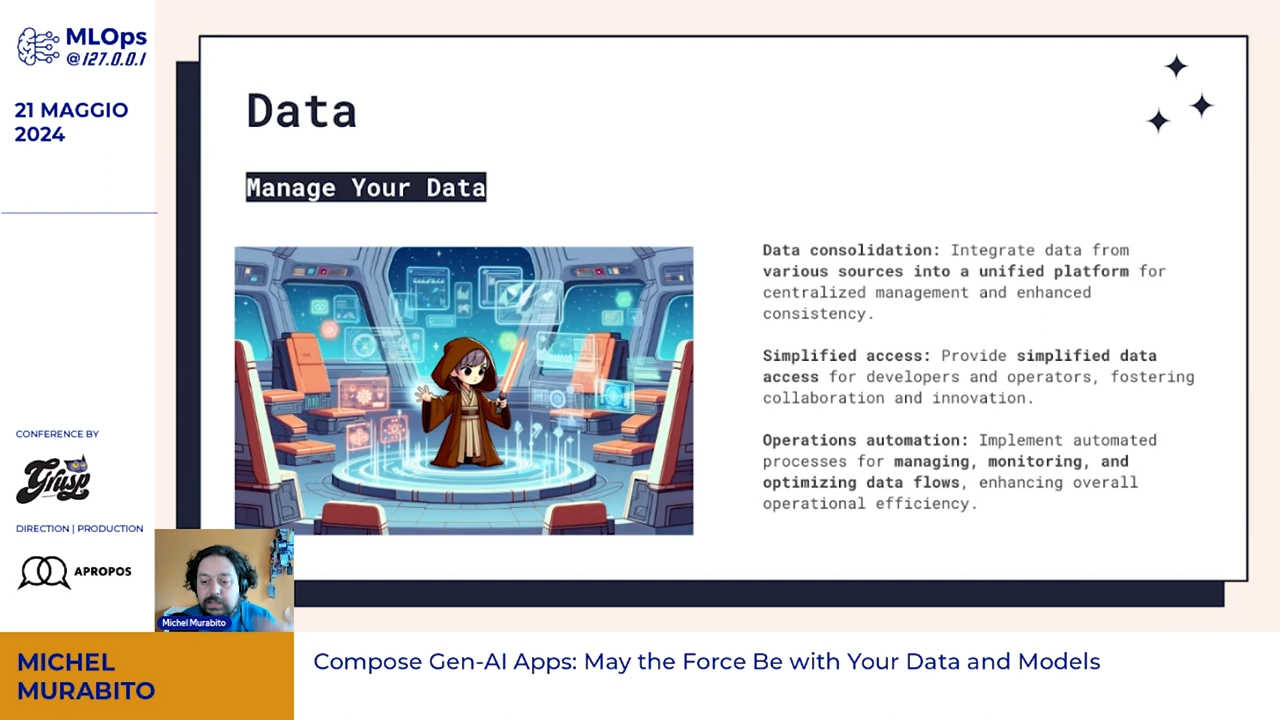 MLOps
@127.0.0.1
21 MAGGIO
2024
Data
Manage Your Data
Data consolidation: Integrate data from
various sources into a unified platform for
centralized management and enhanced
consistency.
Simplified access: Provide simplified data
access for developers and operators, fostering
collaboration and innovation.
Operations automation: Implement automated
processes for managing, monitoring, and
optimizing data flows, enhancing overall
operational efficiency.
CONFERENCE BY
Grusp
DIRECTION | PRODUCTION
APROPOS
Michel Murabito
MICHEL
MURABITO
Compose Gen-AI Apps: May the Force Be with Your Data and Models